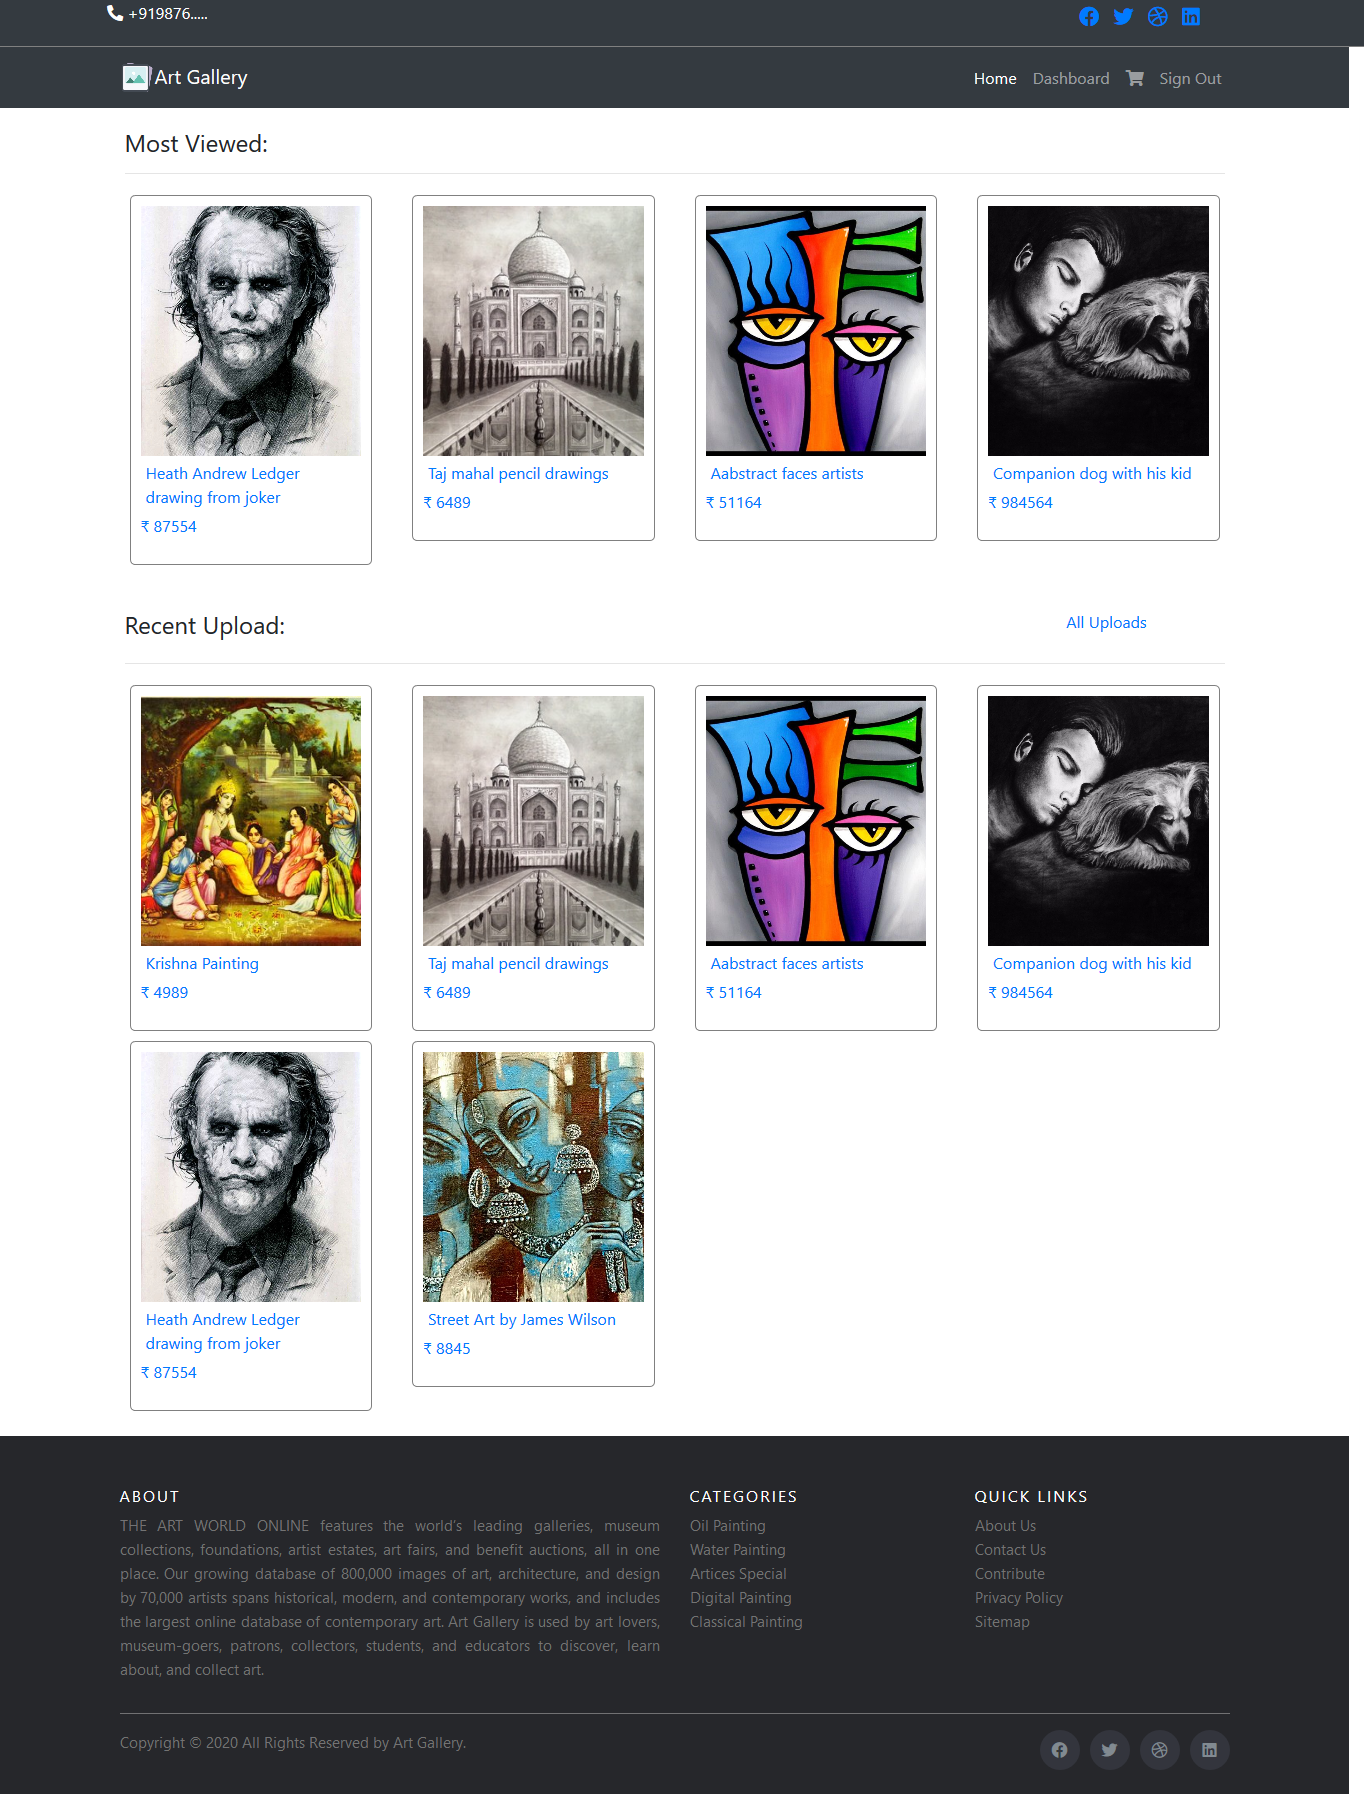 +919876.....
Art Gallery
Home Dashboard Sign Out
Most Viewed:
Heath Andrew Ledger
drawing from joker
₹ 87554
Taj mahal pencil drawings
₹ 6489
Aabstract faces artists
₹ 51164
Companion dog with his kid
₹ 984564
Recent Upload:
All Uploads
Krishna Painting
₹ 4989
Taj mahal pencil drawings
₹ 6489
Aabstract faces artists
₹ 51164
Companion dog with his kid
₹ 984564
Heath Andrew Ledger
drawing from joker
₹ 87554
Street Art by James Wilson
₹ 8845
ABOUT
THE ART WORLD ONLINE features the world's leading galleries, museum
collections, foundations, artist estates, art fairs, and benefit auctions, all in one
place. Our growing database of 800,000 images of art, architecture, and design
by 70,000 artists spans historical, modern, and contemporary works, and includes
the largest online database of contemporary art. Art Gallery is used by art lovers,
museum-goers, patrons, collectors, students, and educators to discover, learn
about, and collect art.
CATEGORIES
Oil Painting
Water Painting
Artices Special
Digital Painting
Classical Painting
QUICK LINKS
About Us
Contact Us
Contribute
Privacy Policy
Sitemap
Copyright © 2020 All Rights Reserved by Art Gallery.